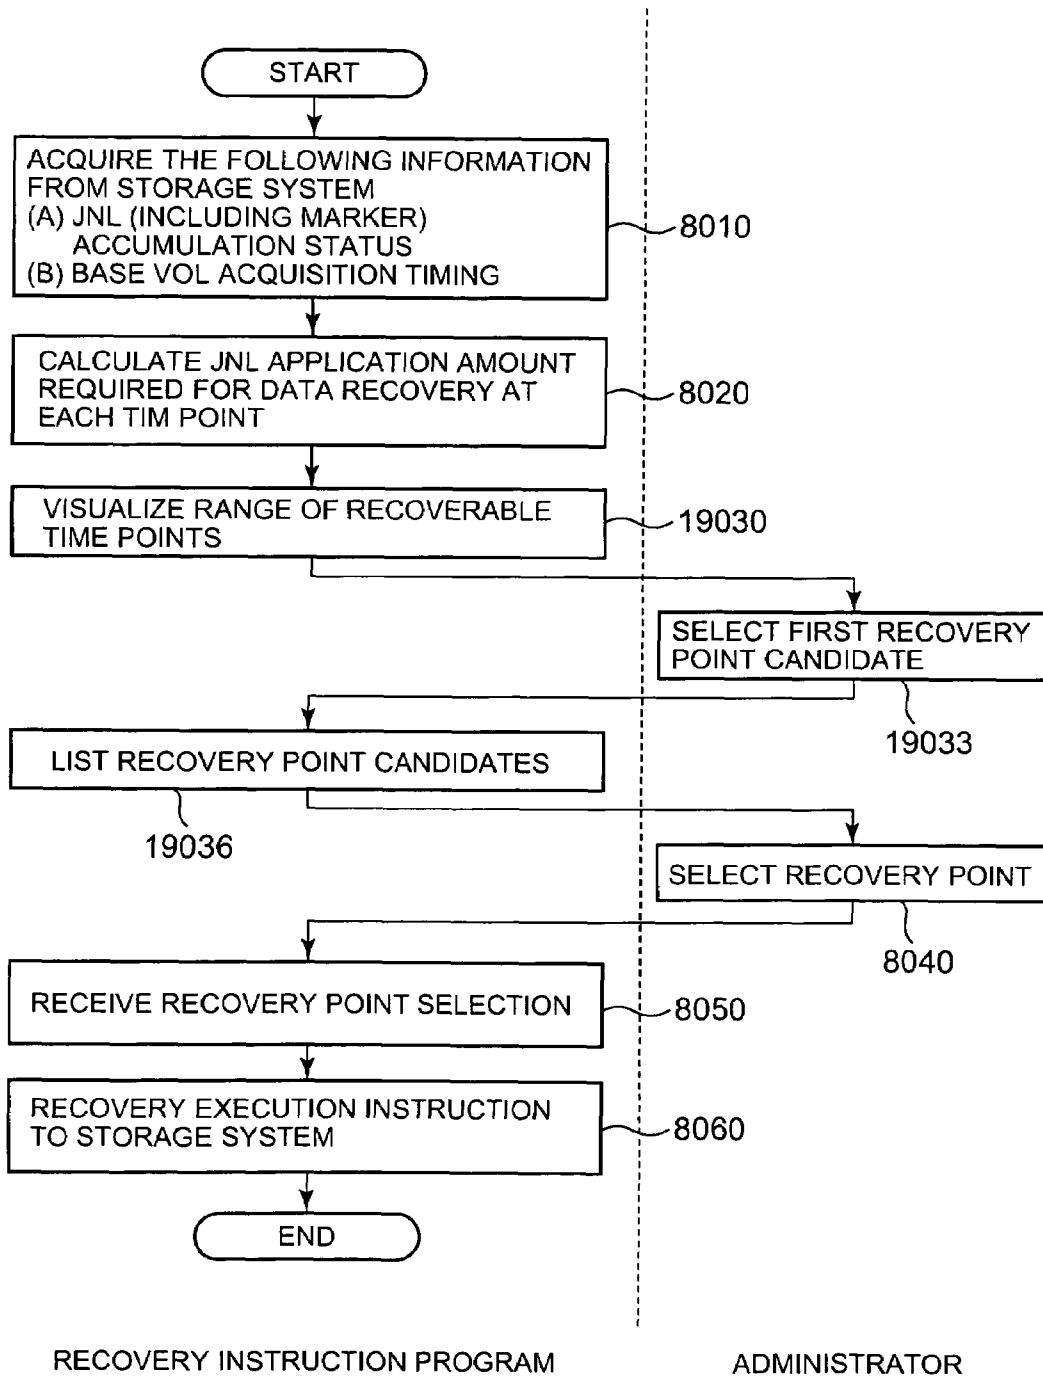 START
ACQUIRE THE FOLLOWING INFORMATION
FROM STORAGE SYSTEM
(A) JNL (INCLUDING MARKER)
ACCUMULATION STATUS
(B) BASE VOL ACQUISITION TIMING
8010
CALCULATE JNL APPLICATION AMOUNT
REQUIRED FOR DATA RECOVERY AT
EACH TIM POINT
8020
VISUALIZE RANGE OF RECOVERABLE
TIME POINTS
19030
SELECT FIRST RECOVERY
POINT CANDIDATE
19033
LIST RECOVERY POINT CANDIDATES
19036
SELECT RECOVERY POINT
8040
RECEIVE RECOVERY POINT SELECTION
8050
RECOVERY EXECUTION INSTRUCTION
TO STORAGE SYSTEM
8060
END
RECOVERY INSTRUCTION PROGRAM
ADMINISTRATOR